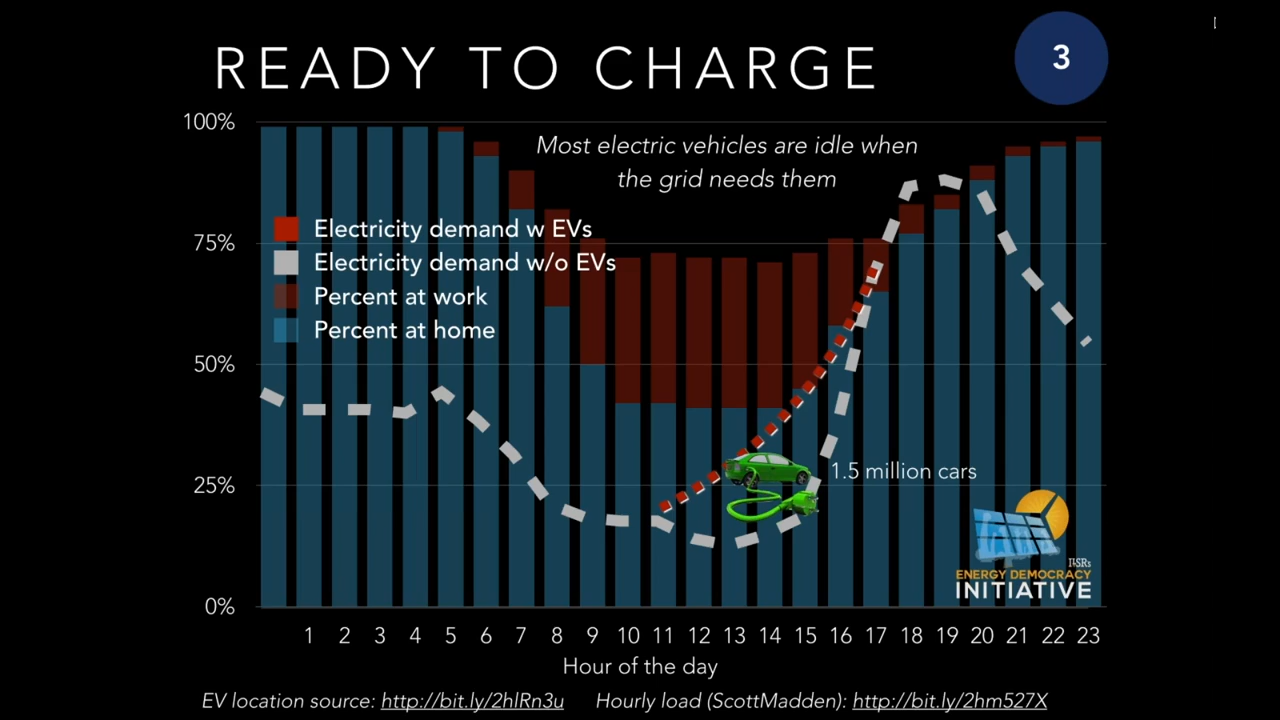 READY TO CHARGE
3
100%
Most electric vehicles are idle when
the grid needs them
Electricity demand w EVs
75%
Electricity demand w/o EVs
Percent at work
Percent at home
50%
25%
1.5 million cars
ILSR's
ENERGY DEMOCRACY
INITIATIVE
0%
1 2 3 4 5 6 7 8 9 10 11 12 13 14 15 16 17 18 19 20 21 22 23
Hour of the day
EV location source: http://bit.ly/2hlRn3u Hourly load (ScottMadden): http://bit.ly/2hm527X